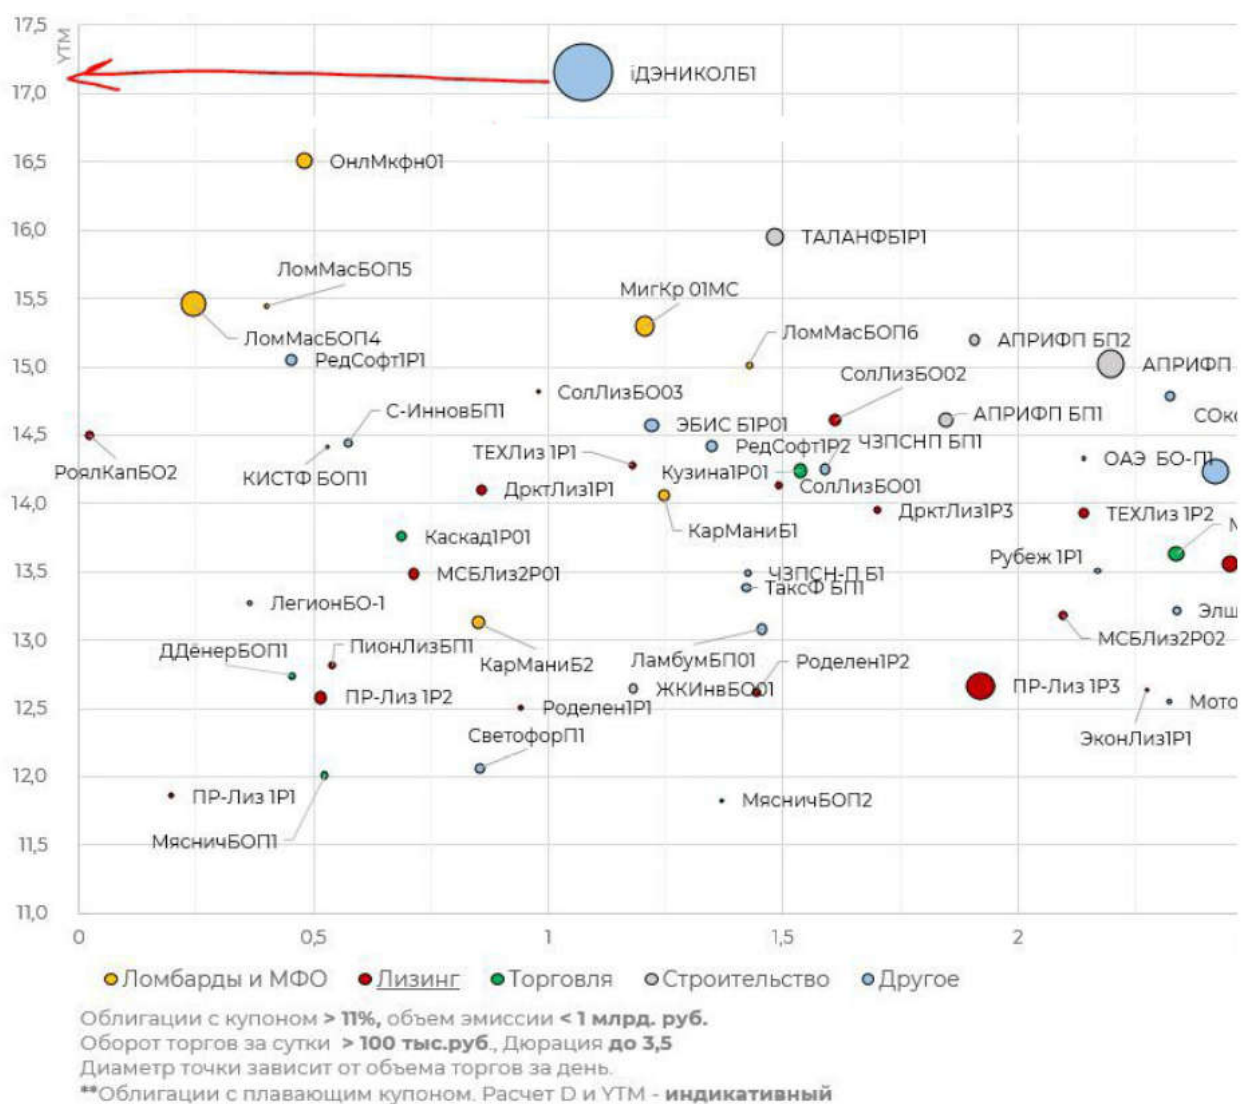 17,5
YTM
iДЭНИКОЛБ1
17,0
16,5
ОнлМкфн01
16,0
ТАЛАНФБ1Р1
ЛомМасБОП5
МигКр 01МС
15,5
ЛомМасБОП4
ЛомМасБОП6
АПРИФП БП2
РедСофт1Р1
15,0
АПРИФП
СолЛизБО03
СолЛизБО02
С-ИнновБП1
ЭБИС Б1Р01
АПРИФП БП1
СОкс
14,5
РоялКапБО2
КИСТФ БОП1
ТЕХЛиз 1Р1
РедСофт1Р2
ЧЗПСНП БП1
ОАЭ БО-П1
Кузина1Р01
ДрктЛиз1Р1
СолЛизБО01
14,0
КарМаниБ1
ДрктЛиз1Р3
ТЕХЛиз 1Р2
Каскад1Р01
Рубеж 1Р1
13,5
МСБЛиз2Р01
ЧЗПСН-П Б1
ТаксФ БП1
ЛегионБО-1
Элш
13,0
ДДёнерБОП1
ПионЛизБП1
КарМаниБ2
ЛамбумБП01
Роделен1Р2
МСБЛиз2Р02
ПР-Лиз 1Р2
ЖКИнвБО01
ПР-Лиз 1Р3
12,5
Роделен1Р1
Мото
СветофорП1
ЭконЛиз1Р1
12,0
ПР-Лиз 1Р1
МясничБОП2
11,5
МясничБОП1
11,0
0 0,5 1 1,5 2
Ломбарды и МФО Лизинг Торговля Строительство Другое
Облигации с купоном > 11%, объем эмиссии < 1 млрд. руб.
Оборот торгов за сутки > 100 тыс.руб., Дюрация до 3,5
Диаметр точки зависит от объема торгов за день.
**Облигации с плавающим купоном. Расчет D и YTM - индикативный